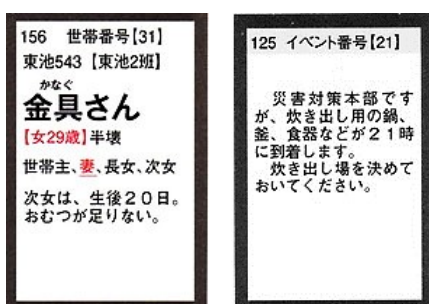 156 世帯番号【31】
東池543【東池2班】
かなぐ
金具さん
【女29歳】半壊
世帯主、妻、長女、次女
次女は、生後20日。
おむつが足りない。
125 イベント番号【21】
災害対策本部です
が、炊き出し用の鍋、
釜、食器などが21時
に到着します。
炊き出し場を決めて
おいてください。